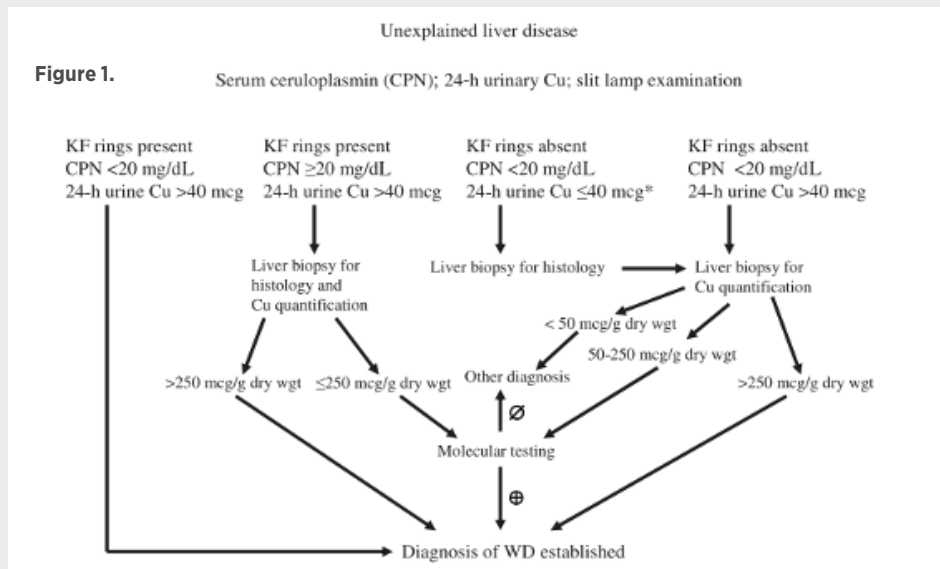 Unexplained liver disease
Figure 1.
Serum ceruloplasmin (CPN); 24-h urinary Cu; slit lamp examination
KF rings present
CPN <20 mg/dL
24-h urine Cu >40 mcg
KF rings present
CPN ≥20 mg/dL
24-h urine Cu >40 mcg
KF rings absent
CPN <20 mg/dL
24-h urine Cu ≤40 mcg*
KF rings absent
CPN <20 mg/dL
24-h urine Cu >40 mcg
Liver biopsy for
histology and
Cu quantification
Liver biopsy for histology
Liver biopsy for
Cu quantification
< 50 mcg/g dry wgt
50-250 mcg/g dry wgt
>250 mcg/g dry wgt
≤250 mcg/g dry wgt
Other diagnosis
>250 mcg/g dry wgt
Molecular testing
Diagnosis of WD established